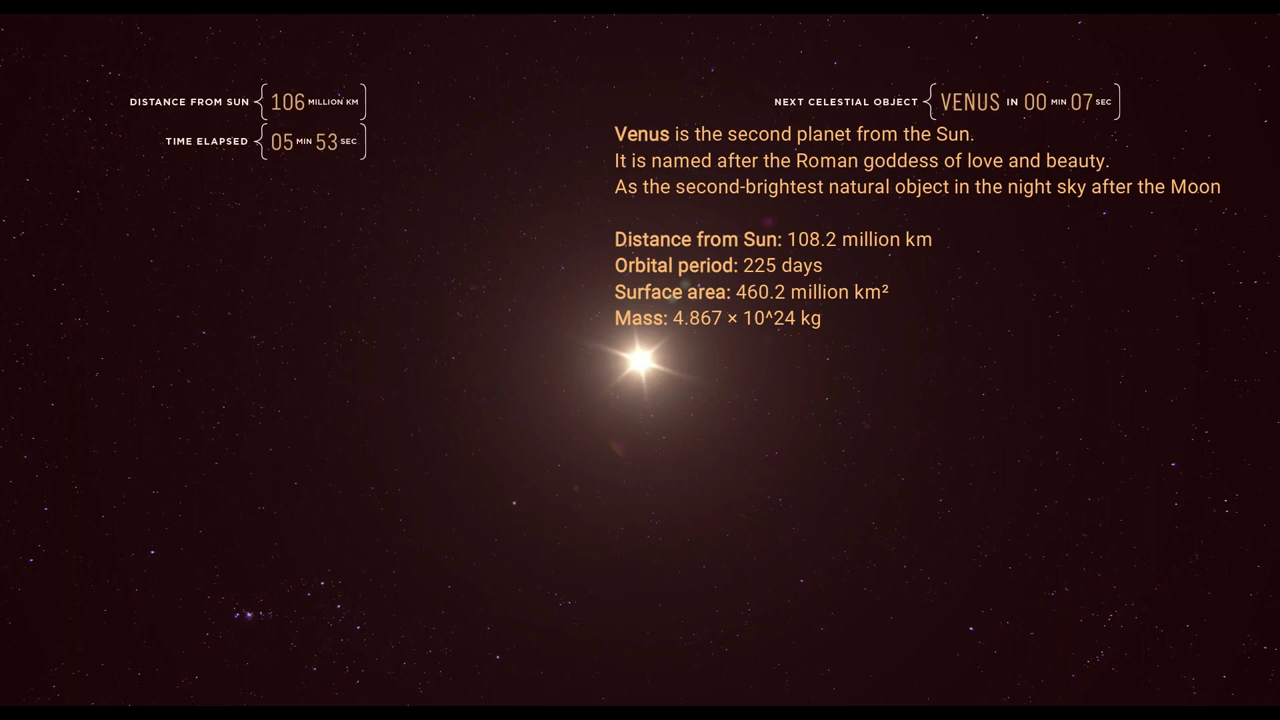 DISTANCE FROM SUN 106 MILLION KM
TIME ELAPSED 05 MIN 53 SEC
NEXT CELESTIAL OBJECT VENUS IN 00 MIN 07 SEC
Venus is the second planet from the Sun.
It is named after the Roman goddess of love and beauty.
As the second-brightest natural object in the night sky after the Moon
Distance from Sun: 108.2 million km
Orbital period: 225 days
Surface area: 460.2 million km²
Mass: 4.867 × 10^24 kg